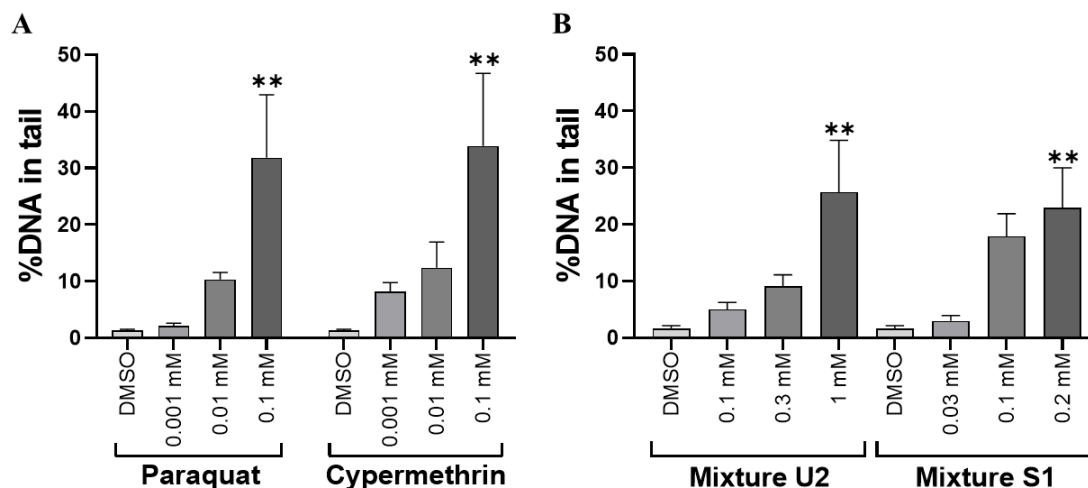 A
%DNA in tail
50
40
30
20
10
0
** **
DMSO
0.001 mM
0.01 mM
0.1 mM
DMSO
0.001 mM
0.01 mM
0.1 mM
Paraquat
Cypermethrin
B
%DNA in tail
50
40
30
20
10
0
** **
DMSO
0.1 mM
0.3 mM
1 mM
DMSO
0.03 mM
0.1 mM
0.2 mM
Mixture U2
Mixture S1